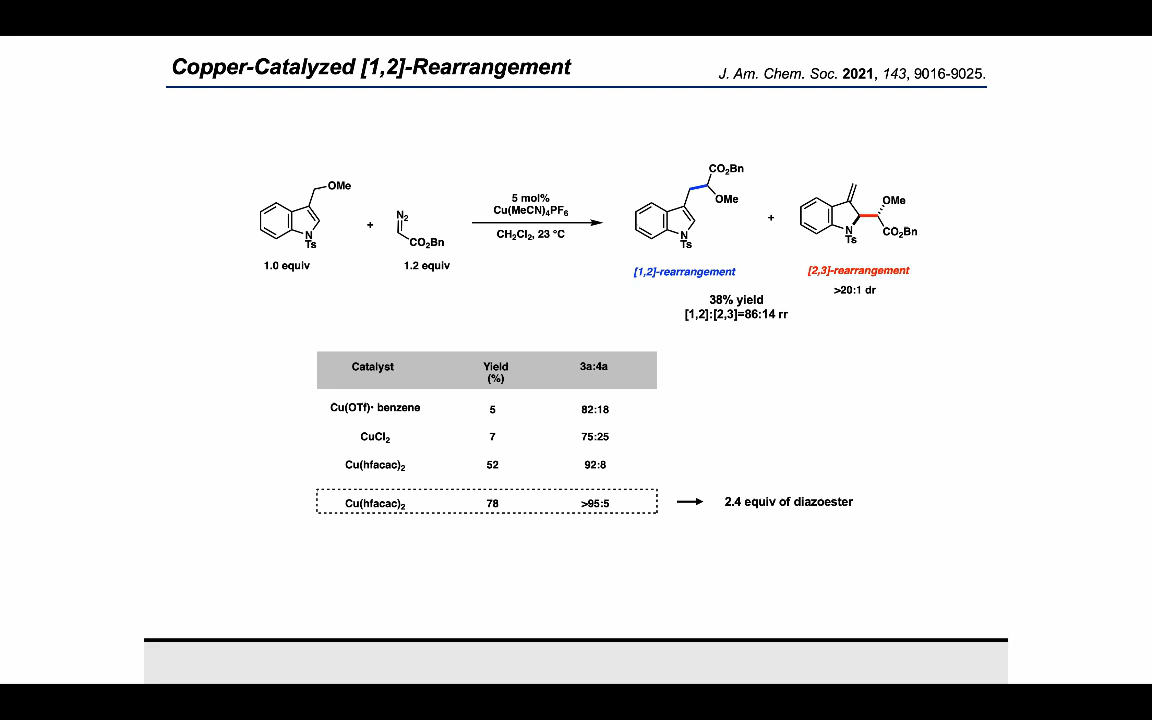 Copper-Catalyzed [1,2]-Rearrangement
J. Am. Chem. Soc. 2021, 143, 9016-9025.
OMe
N
Ts
1.0 equiv
+
N2
CO2Bn
1.2 equiv
5 mol%
Cu(MeCN)4PF6
CH2Cl2, 23 °C
CO2Bn
OMe
N
Ts
[1,2]-rearrangement
+
OMe
CO2Bn
N
Ts
[2,3]-rearrangement
>20:1 dr
38% yield
[1,2]:[2,3]=86:14 rr
Catalyst Yield (%) 3a:4a
Cu(OTf)· benzene 5 82:18
CuCl2 7 75:25
Cu(hfacac)2 52 92:8
Cu(hfacac)2 78 >95:5 2.4 equiv of diazoester